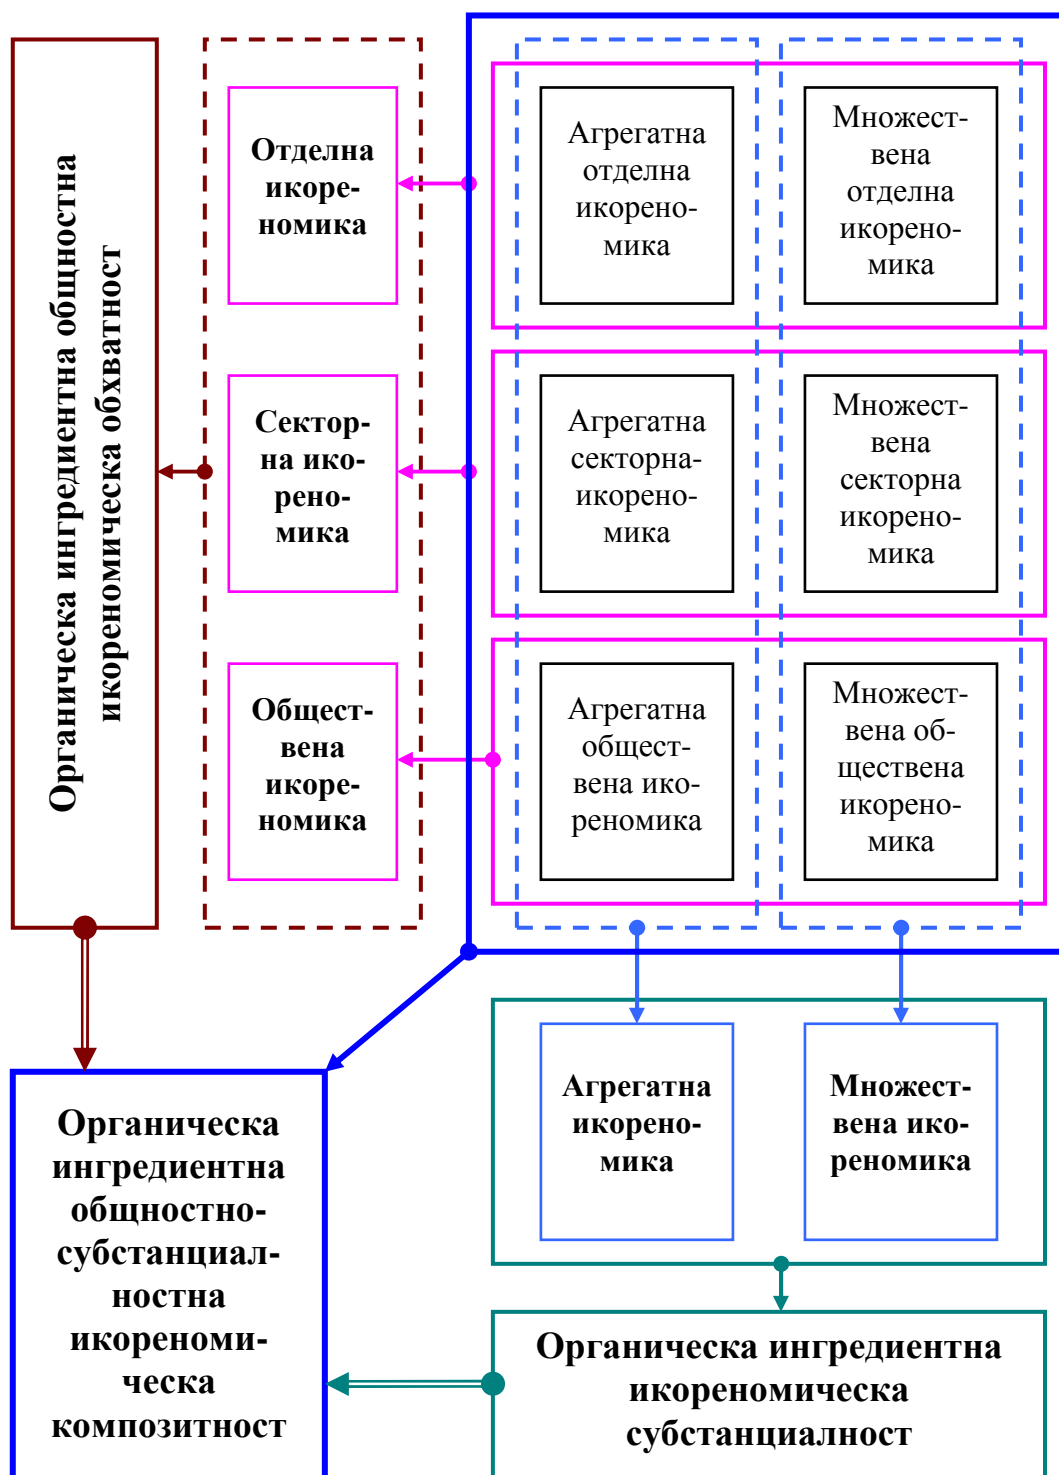 Органическа ингредиентна общностна
икореномическа обхватност
Отделна
икоре-
номика
Агрегатна
отделна
икорено-
мика
Множест-
вена
отделна
икорено-
мика
Сектор-
на ико-
рено-
мика
Агрегатна
секторна-
икорено-
мика
Множест-
вена
секторна
икорено-
мика
Общест-
вена
икоре-
номика
Агрегатна
общест-
вена ико-
реномика
Множест-
вена об-
ществена
икорено-
мика
Агрегатна
икорено-
мика
Множест-
вена ико-
реномика
Органическа
ингредиентна
общностно-
субстанциал-
ностна
икореноми-
ческа
композитност
Органическа ингредиентна
икореномическа
субстанциалност